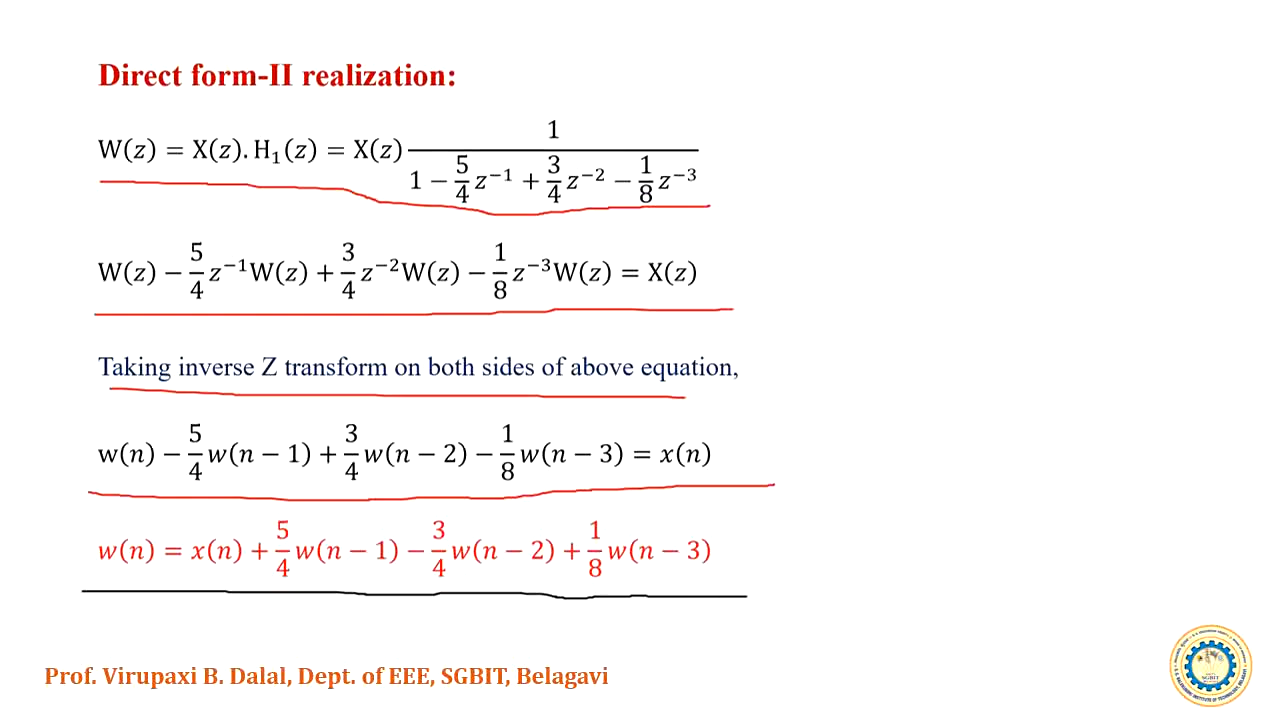 Direct form-II realization:
W(z) = X(z). H₁(z) = X(z) 1 / (1 − 5/4 z⁻¹ + 3/4 z⁻² − 1/8 z⁻³)
W(z) − 5/4 z⁻¹W(z) + 3/4 z⁻²W(z) − 1/8 z⁻³W(z) = X(z)
Taking inverse Z transform on both sides of above equation,
w(n) − 5/4 w(n − 1) + 3/4 w(n − 2) − 1/8 w(n − 3) = x(n)
w(n) = x(n) + 5/4 w(n − 1) − 3/4 w(n − 2) + 1/8 w(n − 3)
Prof. Virupaxi B. Dalal, Dept. of EEE, SGBIT, Belagavi
SGBIT